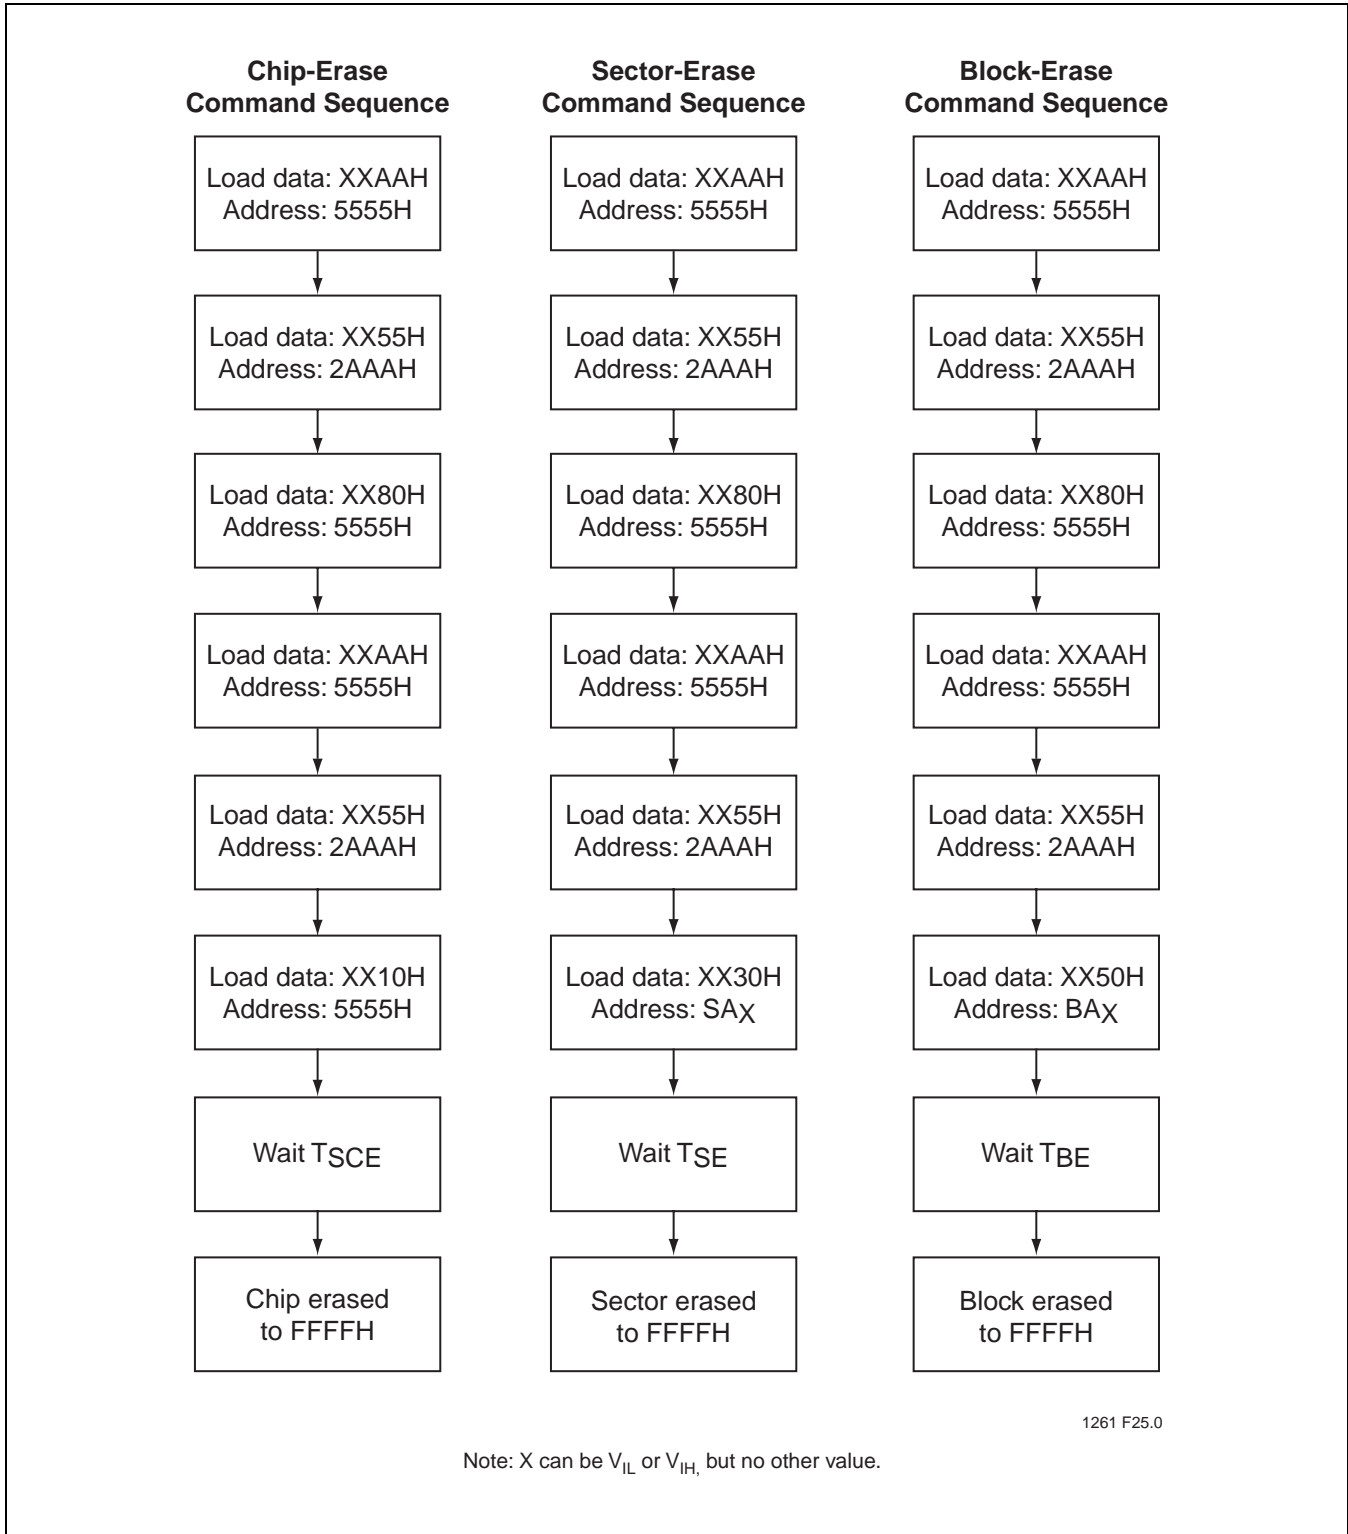 Chip-Erase
Command Sequence
Load data: XXAAH
Address: 5555H
Load data: XX55H
Address: 2AAAH
Load data: XX80H
Address: 5555H
Load data: XXAAH
Address: 5555H
Load data: XX55H
Address: 2AAAH
Load data: XX10H
Address: 5555H
Wait TSCE
Chip erased
to FFFFH
Sector-Erase
Command Sequence
Load data: XXAAH
Address: 5555H
Load data: XX55H
Address: 2AAAH
Load data: XX80H
Address: 5555H
Load data: XXAAH
Address: 5555H
Load data: XX55H
Address: 2AAAH
Load data: XX30H
Address: SAX
Wait TSE
Sector erased
to FFFFH
Block-Erase
Command Sequence
Load data: XXAAH
Address: 5555H
Load data: XX55H
Address: 2AAAH
Load data: XX80H
Address: 5555H
Load data: XXAAH
Address: 5555H
Load data: XX55H
Address: 2AAAH
Load data: XX50H
Address: BAX
Wait TBE
Block erased
to FFFFH
1261 F25.0
Note: X can be VIL or VIH, but no other value.